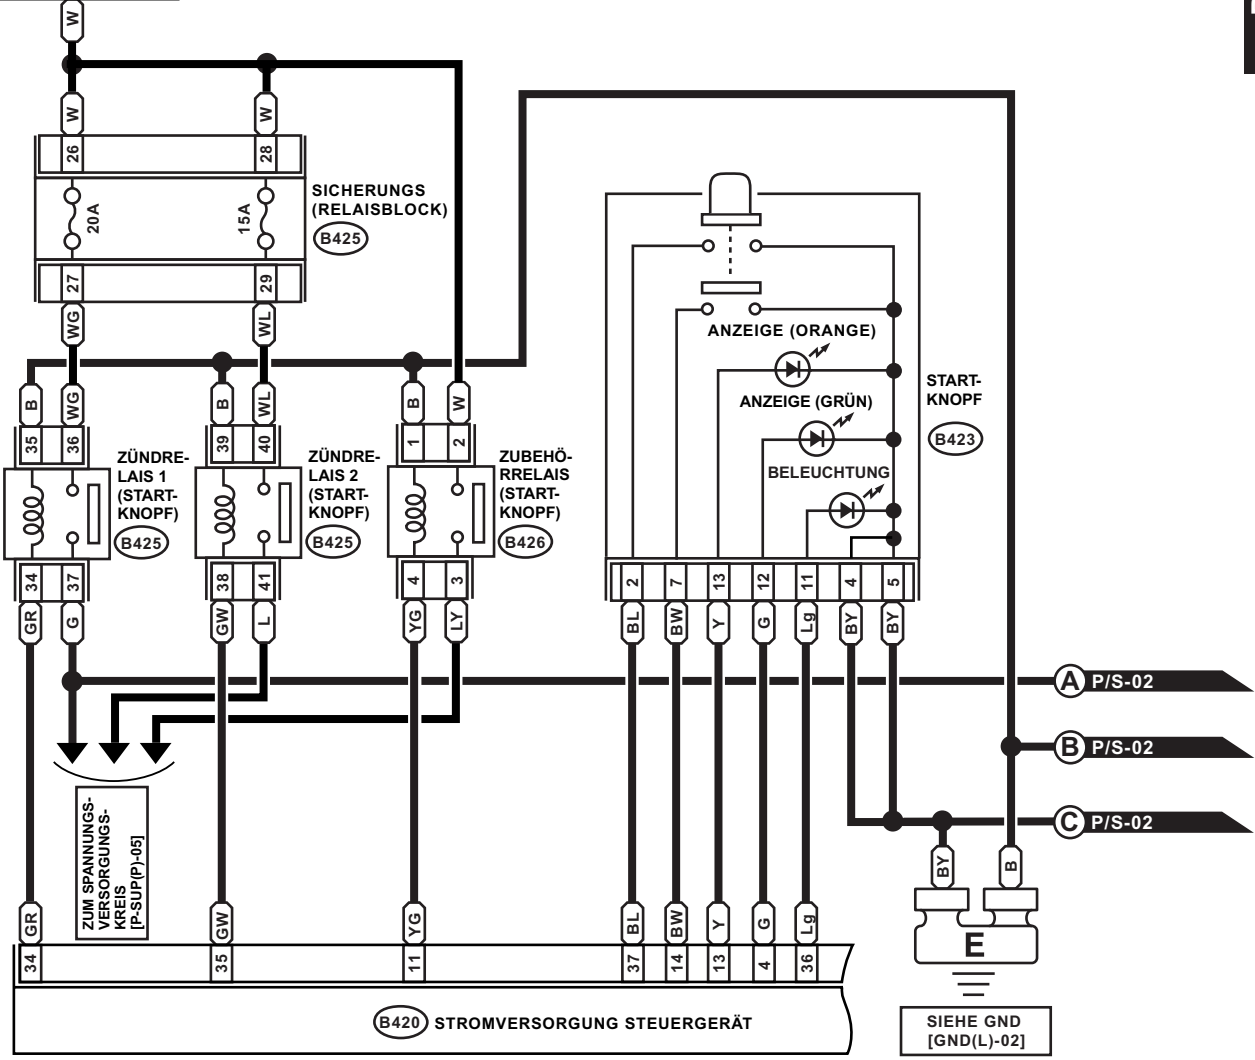 W
W
W
26
28
20A
15A
SICHERUNGS
(RELAISBLOCK)
B425
27
29
WG
WL
B
WG
B
WL
B
W
35
36
39
40
1
2
ZÜNDRE-
LAIS 1
(START-
KNOPF)
B425
ZÜNDRE-
LAIS 2
(START-
KNOPF)
B425
ZUBEHÖ-
RRELAIS
(START-
KNOPF)
B426
34
37
38
41
4
3
GR
G
GW
L
YG
LY
ANZEIGE (ORANGE)
ANZEIGE (GRÜN)
BELEUCHTUNG
START-
KNOPF
B423
2
7
13
12
11
4
5
BL
BW
Y
G
Lg
BY
BY
A P/S-02
B P/S-02
C P/S-02
ZUM SPANNUNGS-
VERSORGUNGS-
KREIS
[P-SUP(P)-05]
GR
GW
YG
BL
BW
Y
G
Lg
BY
B
34
35
11
37
14
13
4
36
E
B420 STROMVERSORGUNG STEUERGERÄT
SIEHE GND
[GND(L)-02]